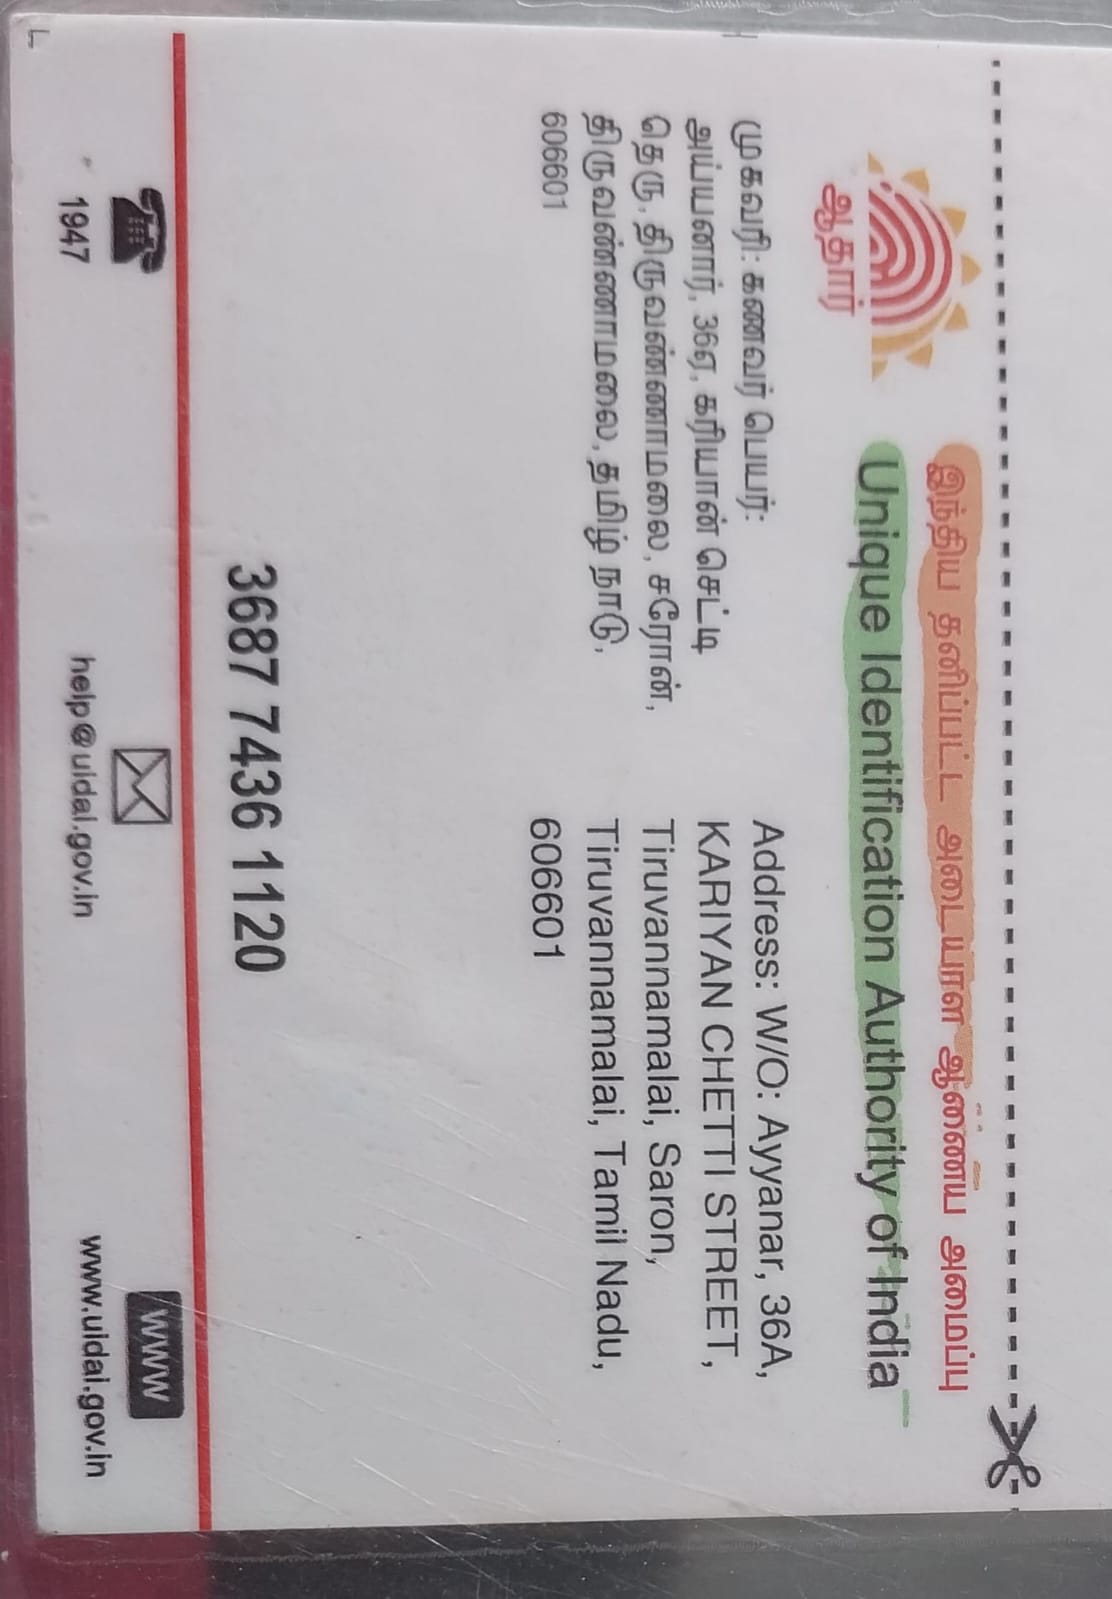 இந்திய தனிப்பட்ட அடையாள ஆணைய அமைப்பு
Unique Identification Authority of India
ஆதார்
முகவரி: கணவர் பெயர்:
அய்யனார், 36ஏ, கரியான் செட்டி
தெரு, திருவண்ணாமலை, சரோன்,
திருவண்ணாமலை, தமிழ் நாடு,
606601
Address: W/O: Ayyanar, 36A,
KARIYAN CHETTI STREET,
Tiruvannamalai, Saron,
Tiruvannamalai, Tamil Nadu,
606601
3687 7436 1120
1947
help@uidai.gov.in
WWW
www.uidai.gov.in